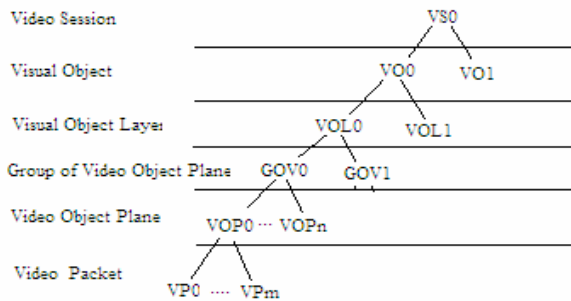 Video Session VS0
Visual Object VO0 VO1
Visual Object Layer VOL0 VOL1
Group of Video Object Plane GOV0 GOV1
Video Object Plane VOP0 ... VOPn
Video Packet VP0 .... VPm